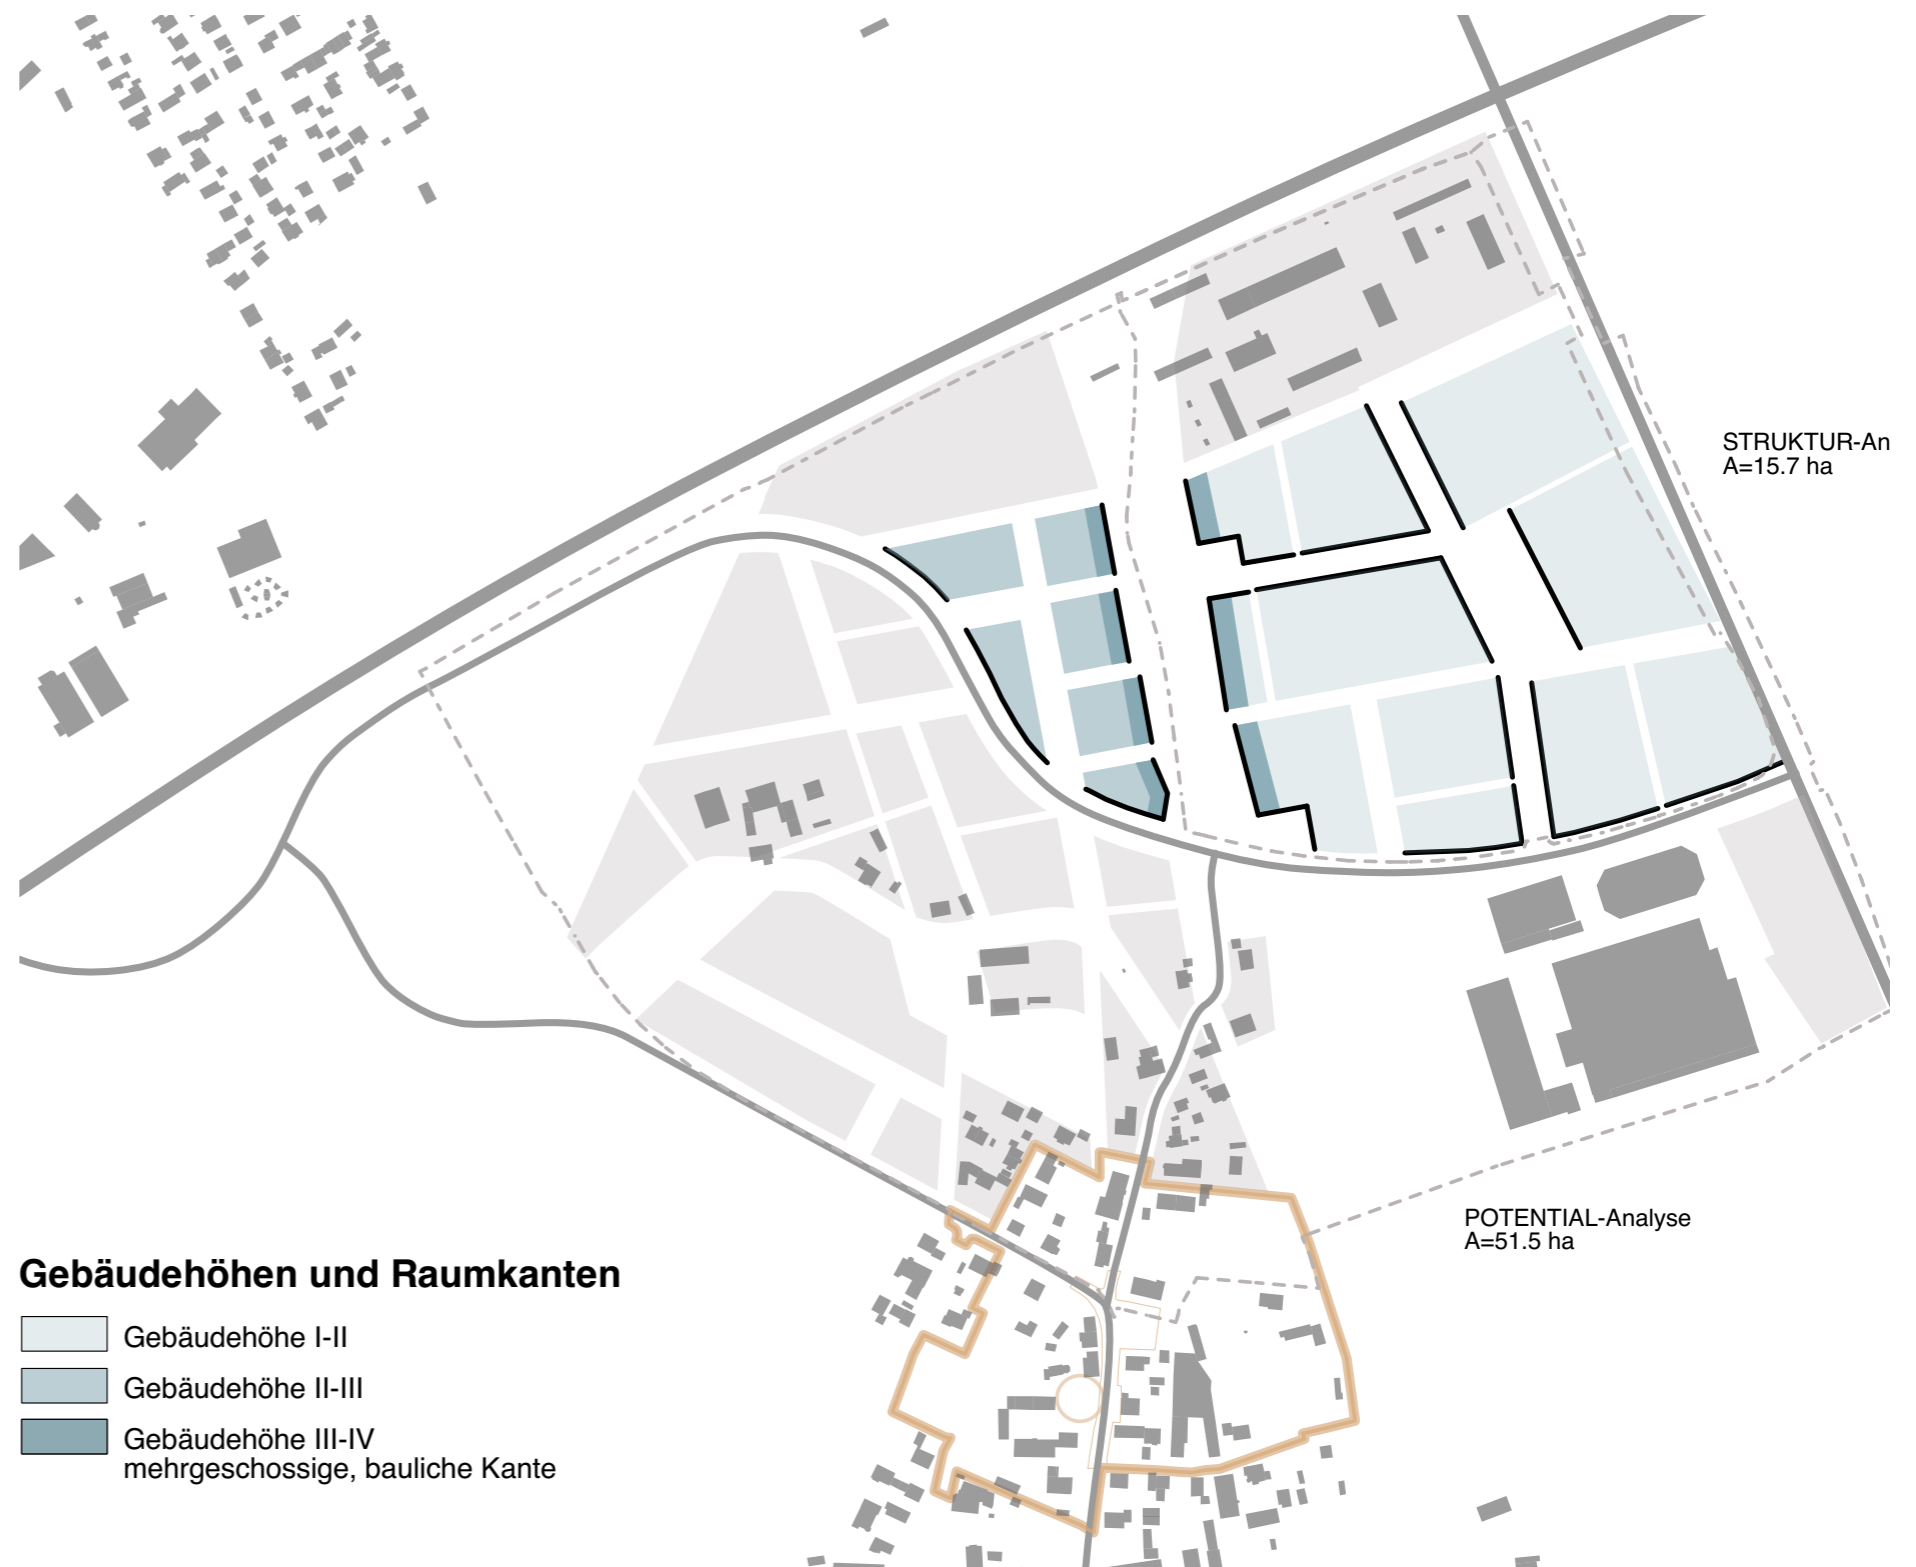 STRUKTUR-An
A=15.7 ha
POTENTIAL-Analyse
A=51.5 ha
Gebäudehöhen und Raumkanten
Gebäudehöhe I-II
Gebäudehöhe II-III
Gebäudehöhe III-IV
mehrgeschossige, bauliche Kante